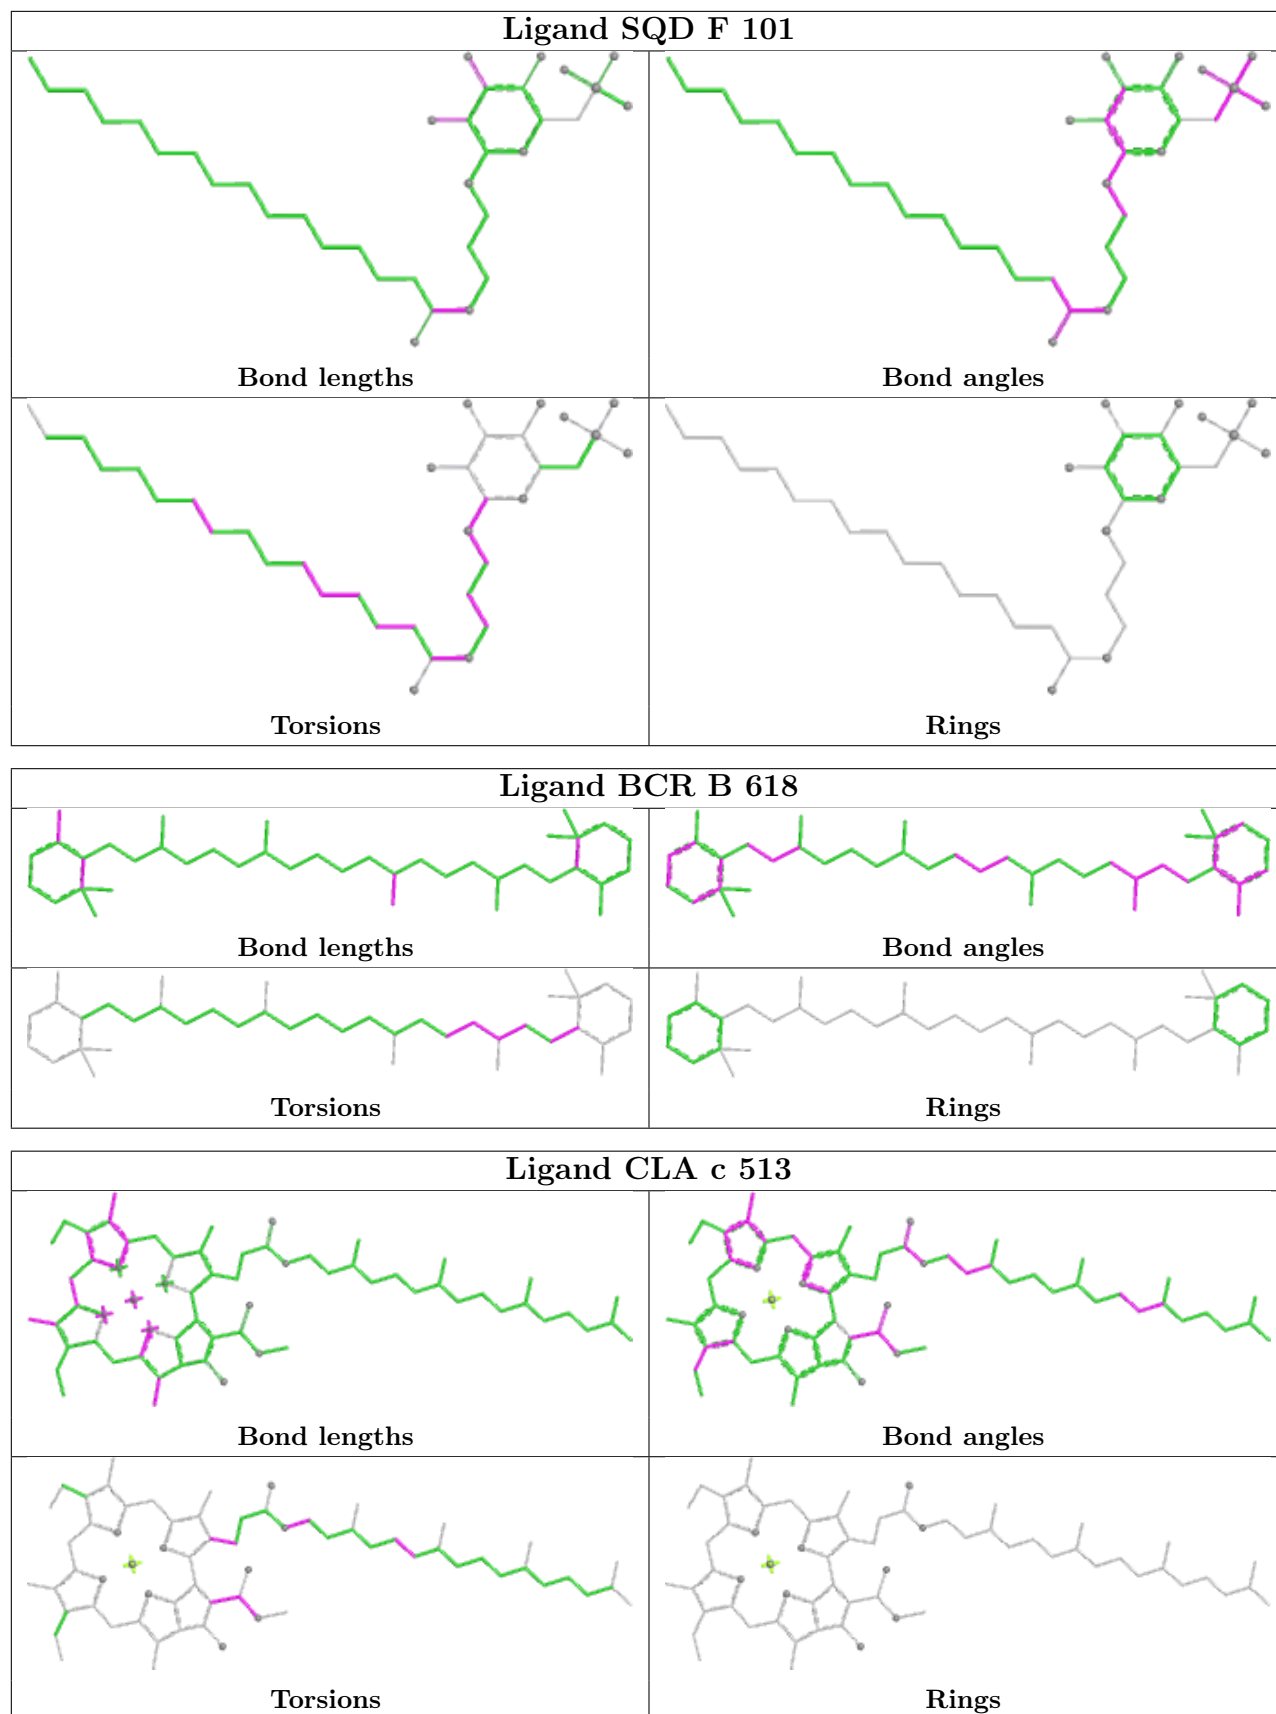 Ligand SQD F 101
Bond lengths
Bond angles
Torsions
Rings
Ligand BCR B 618
Bond lengths
Bond angles
Torsions
Rings
Ligand CLA c 513
Bond lengths
Bond angles
Torsions
Rings